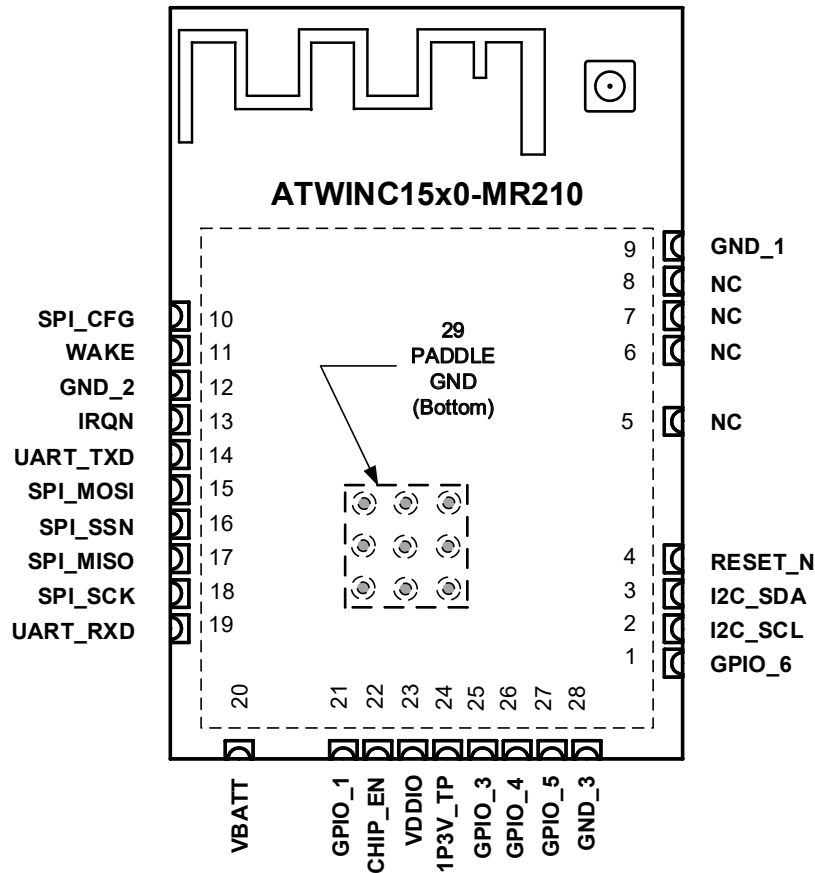 ATWINC15x0-MR210
9 GND_1
8 NC
7 NC
6 NC
5 NC
4 RESET_N
3 I2C_SDA
2 I2C_SCL
1 GPIO_6
SPI_CFG 10
WAKE 11
GND_2 12
IRQN 13
UART_TXD 14
SPI_MOSI 15
SPI_SSN 16
SPI_MISO 17
SPI_SCK 18
UART_RXD 19
29
PADDLE
GND
(Bottom)
20 VBATT
21 GPIO_1
22 CHIP_EN
23 VDDIO
24 1P3V_TP
25 GPIO_3
26 GPIO_4
27 GPIO_5
28 GND_3